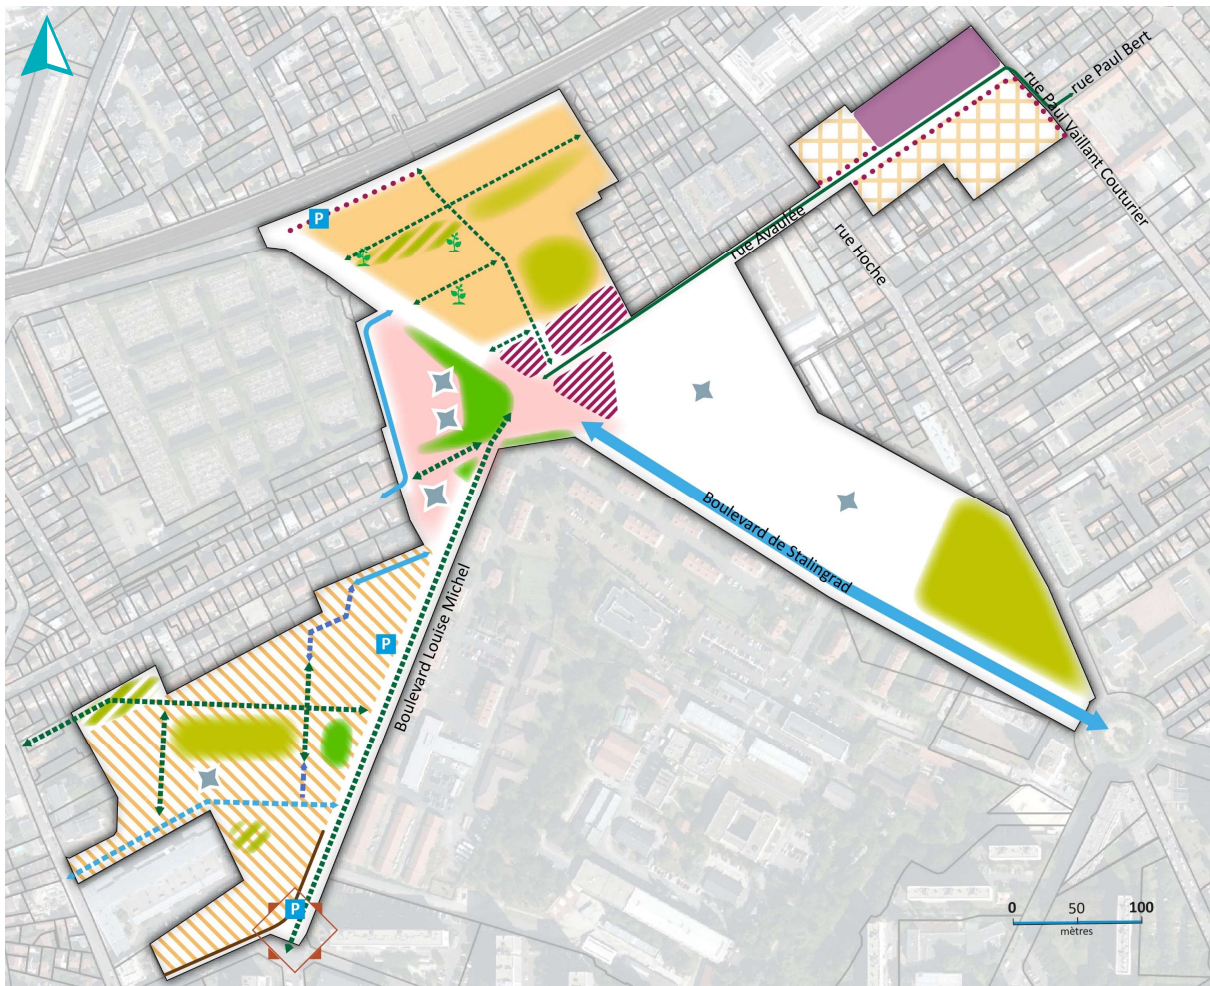 rue Paul Bert
rue Paul Vaillant Couturier
P
rue Avaulée
rue Hoche
Boulevard de Stalingrad
Boulevard Louise Michel
P
P
0 50 100
mètres